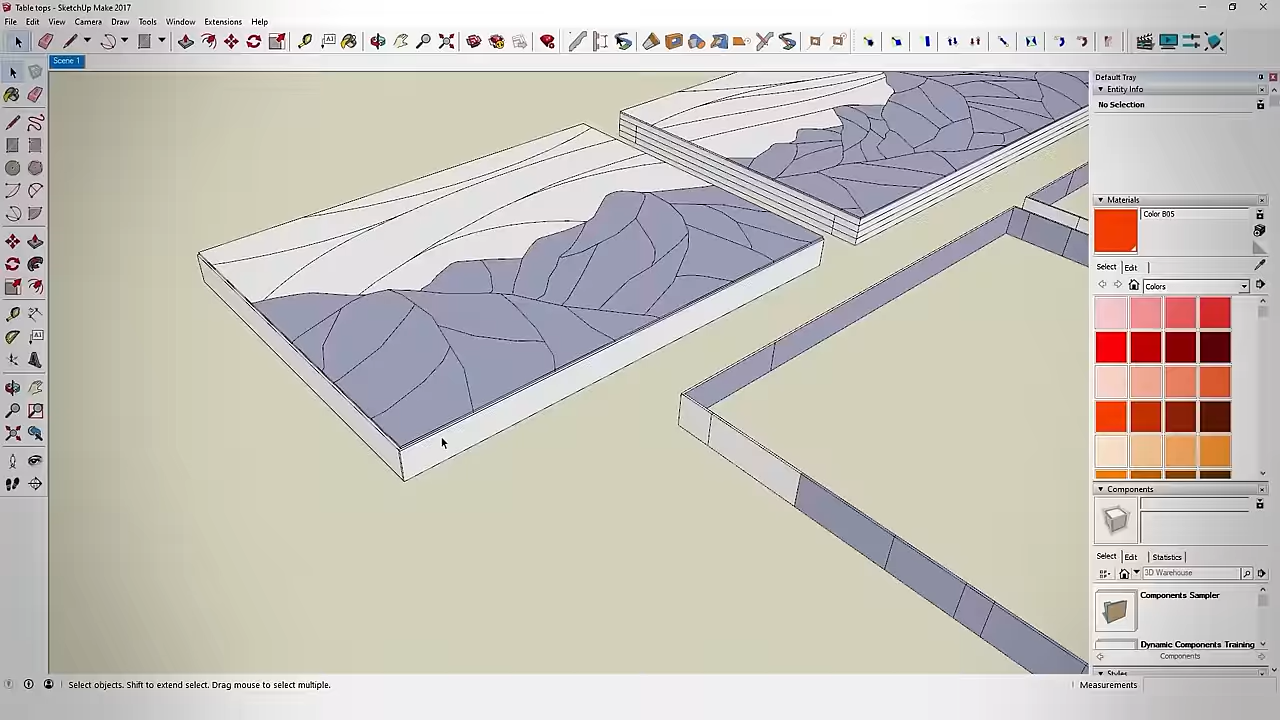 Table tops - SketchUp Make 2017
File Edit View Camera Draw Tools Window Extensions Help
Scene 1
Default Tray
Entity Info
No Selection
Materials
Color B05
Select Edit
Colors
Components
Select Edit Statistics
3D Warehouse
Components Sampler
Dynamic Components Training
Components
Styles
Select objects. Shift to extend select. Drag mouse to select multiple.
Measurements